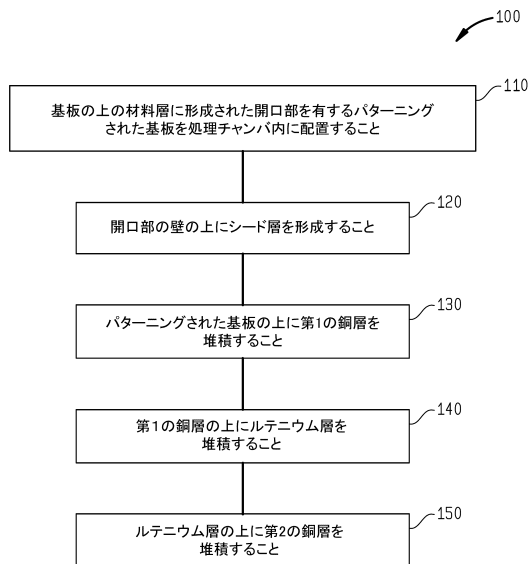 100
110
基板の上の材料層に形成された開口部を有するパターニング
された基板を処理チャンバ内に配置すること
120
開口部の壁の上にシード層を形成すること
130
パターニングされた基板の上に第1の銅層を
堆積すること
140
第1の銅層の上にルテニウム層を
堆積すること
150
ルテニウム層の上に第2の銅層を
堆積すること